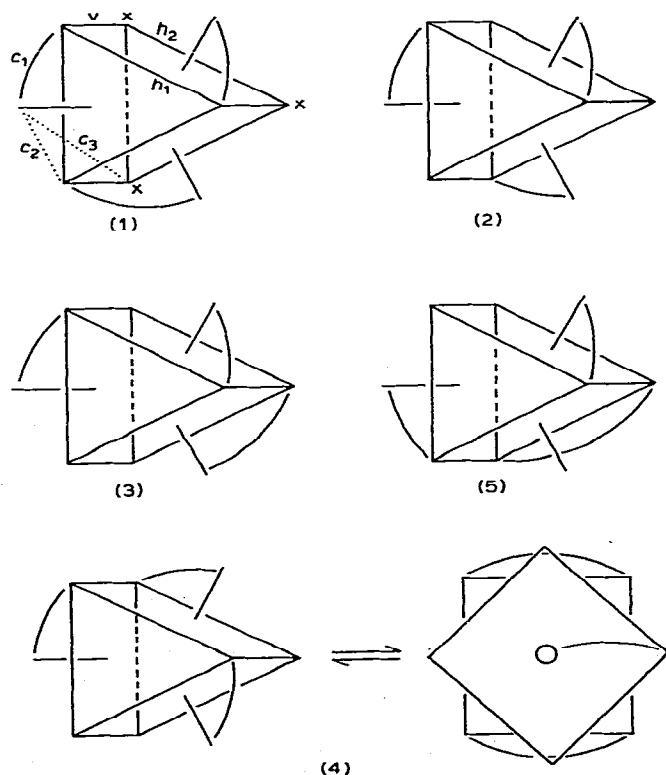 v x
c1 h2
h1 x
c2 c3
x
(1) (2)
(3) (5)
(4)